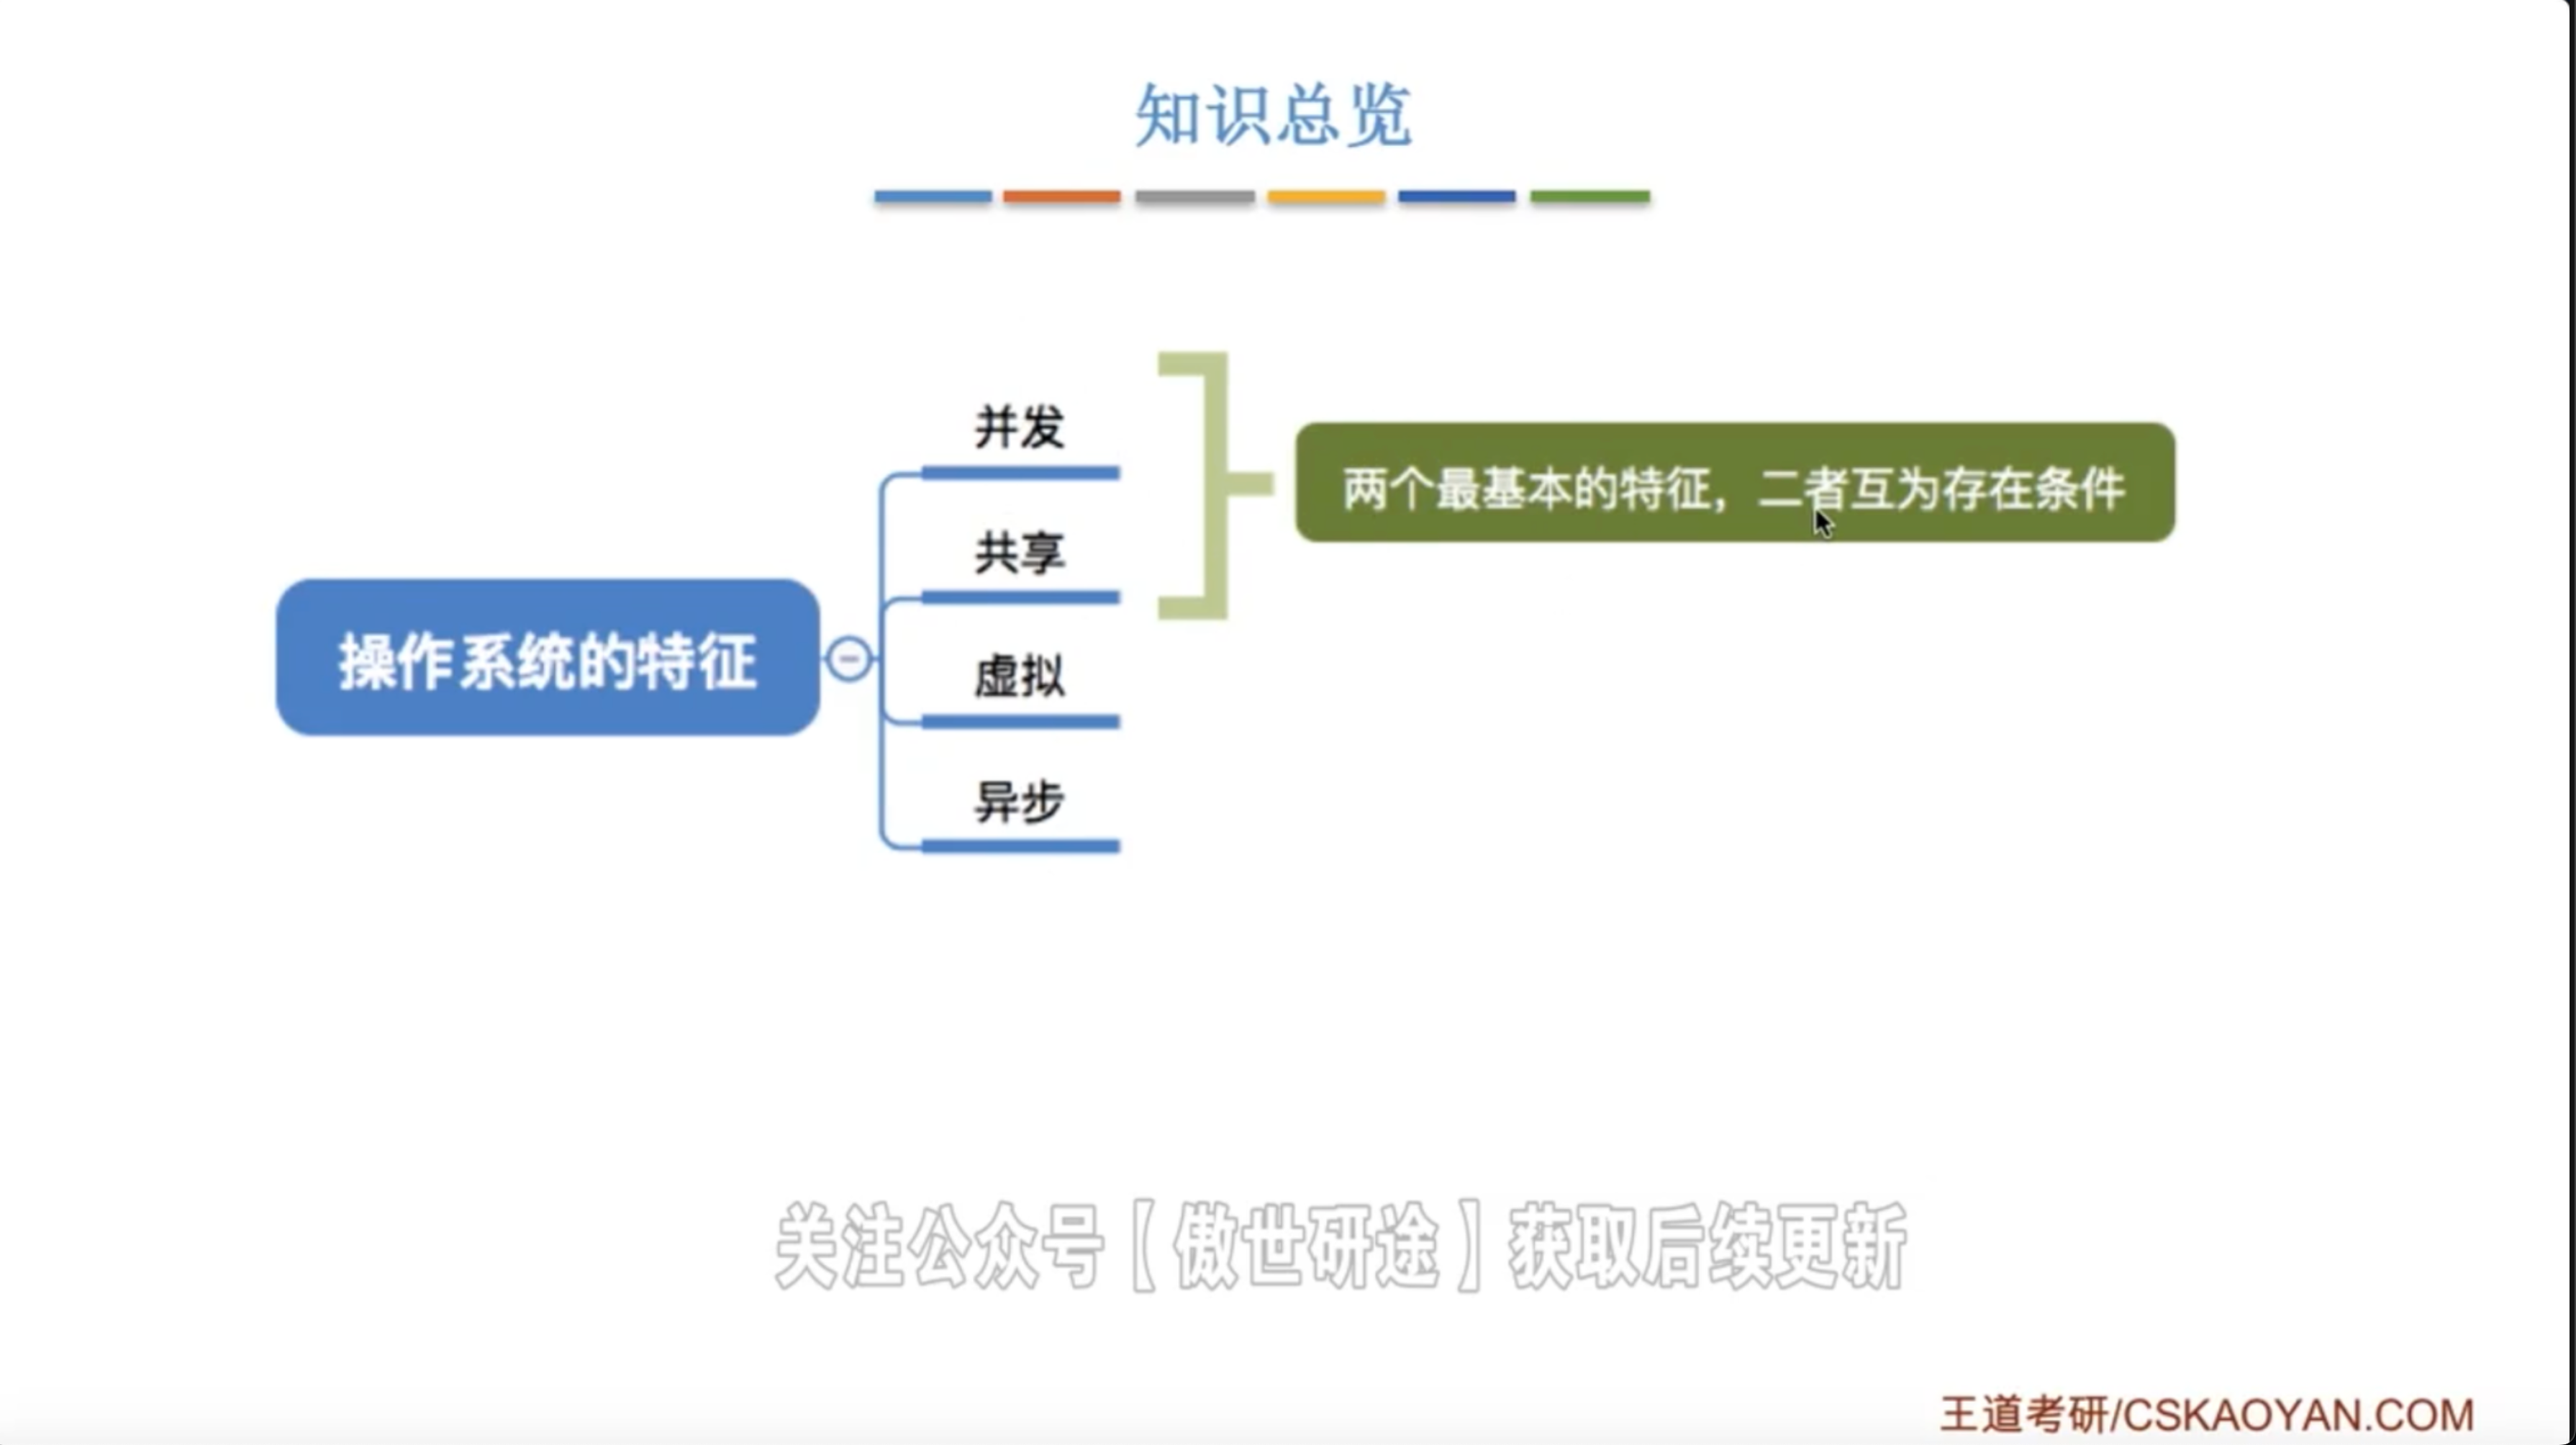 知识总览
并发
共享
两个最基本的特征，二者互为存在条件
操作系统的特征
虚拟
异步
关注公众号【傲世研途】获取后续更新
王道考研/CSKAOYAN.COM